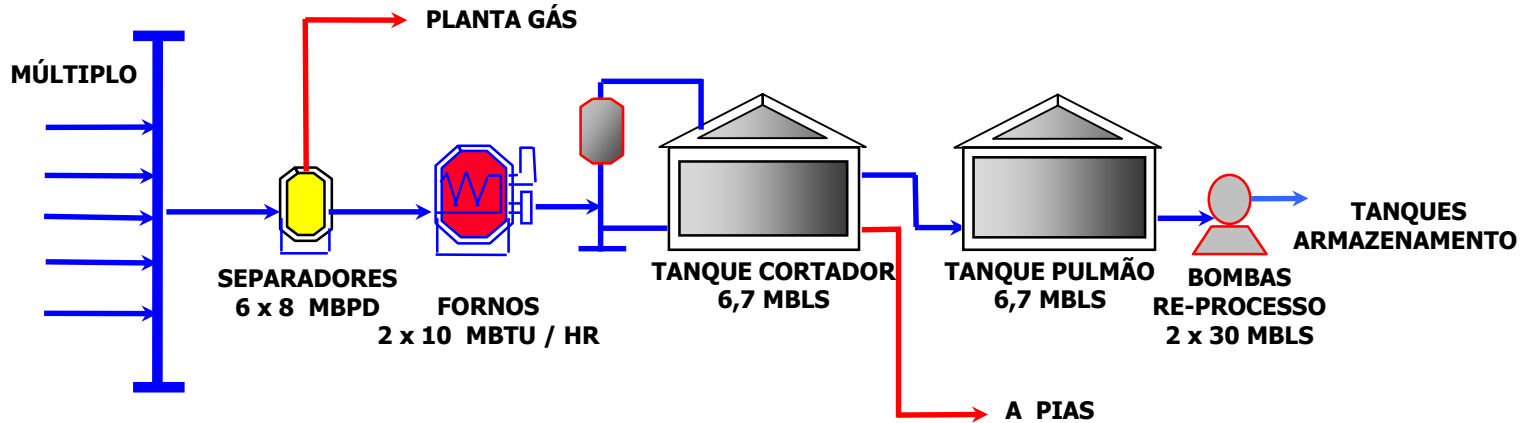 PLANTA GÁS
MÚLTIPLO
SEPARADORES
6 x 8 MBPD
FORNOS
2 x 10 MBTU / HR
TANQUE CORTADOR
6,7 MBLS
TANQUE PULMÃO
6,7 MBLS
BOMBAS
RE-PROCESSO
2 x 30 MBLS
TANQUES
ARMAZENAMENTO
A PIAS